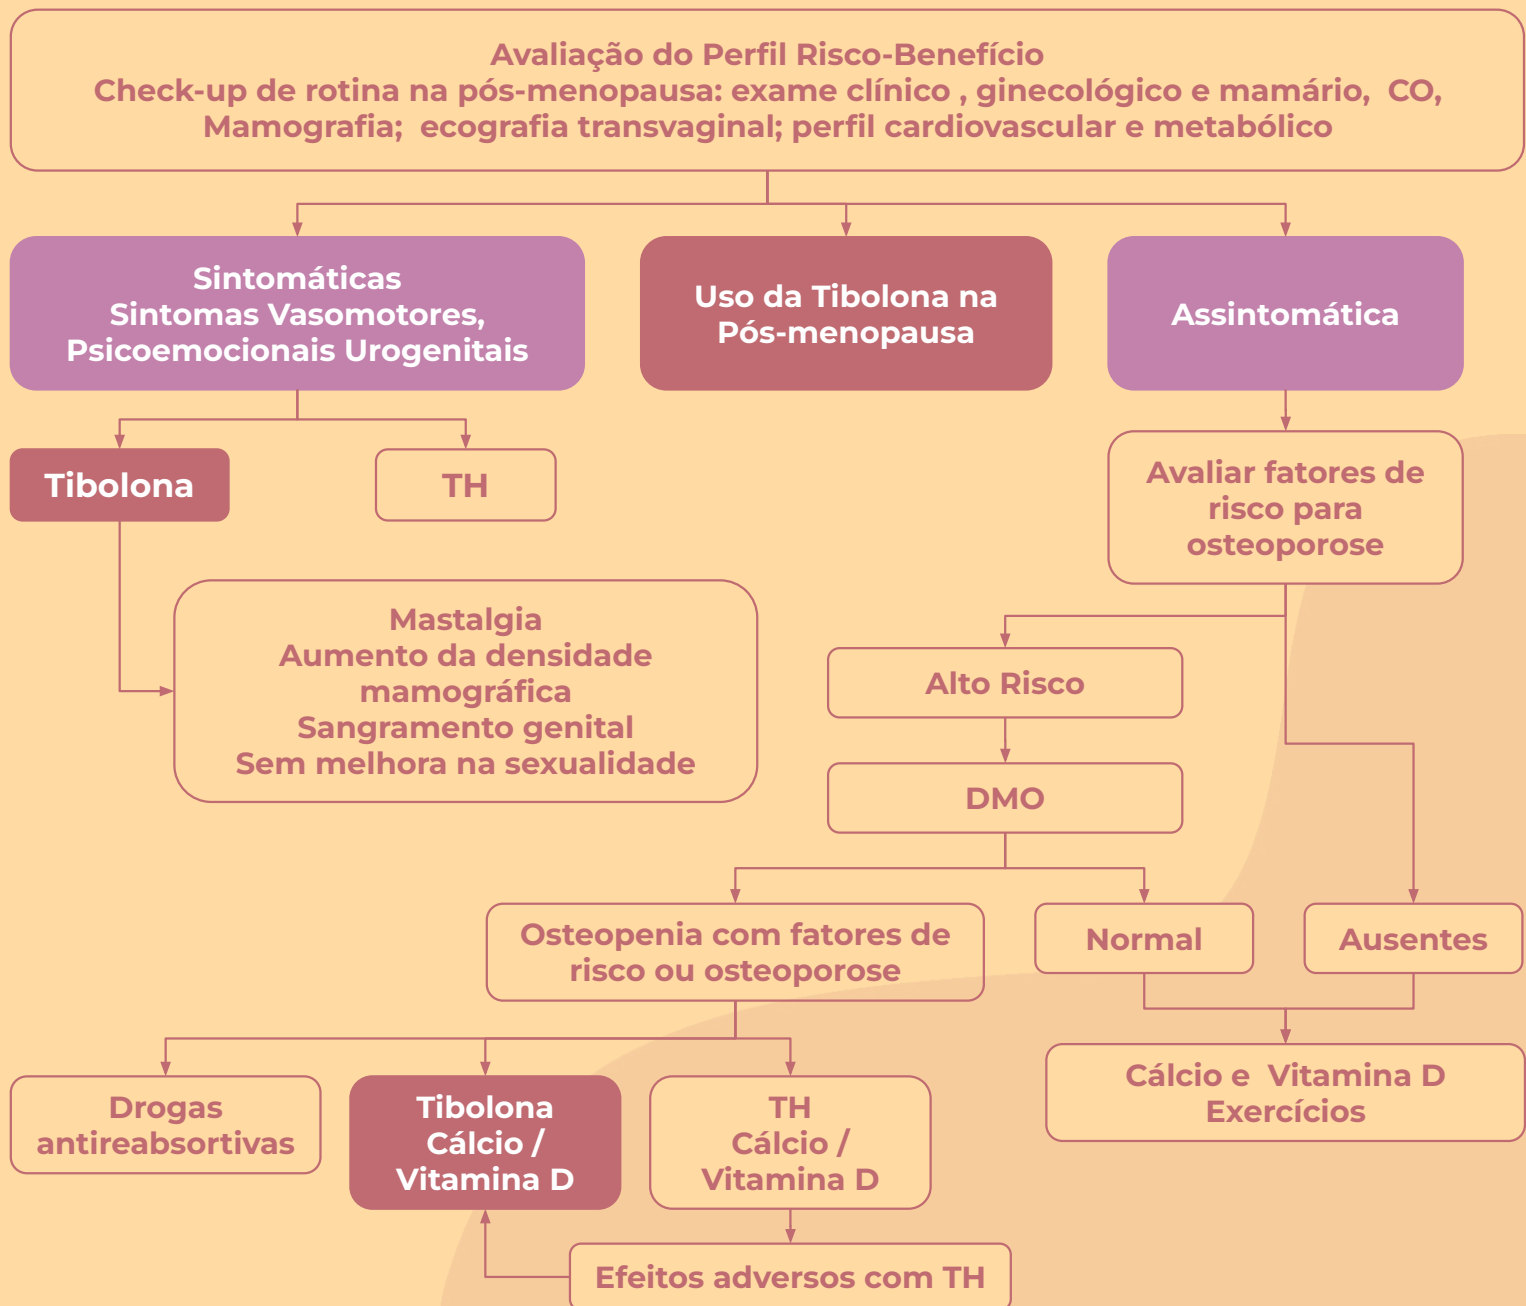 Avaliação do Perfil Risco-Benefício
Check-up de rotina na pós-menopausa: exame clínico , ginecológico e mamário, CO,
Mamografia; ecografia transvaginal; perfil cardiovascular e metabólico
Sintomáticas
Sintomas Vasomotores,
Psicoemocionais Urogenitais
Uso da Tibolona na
Pós-menopausa
Assintomática
Tibolona
TH
Avaliar fatores de
risco para
osteoporose
Mastalgia
Aumento da densidade
mamográfica
Sangramento genital
Sem melhora na sexualidade
Alto Risco
DMO
Osteopenia com fatores de
risco ou osteoporose
Normal
Ausentes
Drogas
antireabsortivas
Tibolona
Cálcio /
Vitamina D
TH
Cálcio /
Vitamina D
Cálcio e Vitamina D
Exercícios
Efeitos adversos com TH